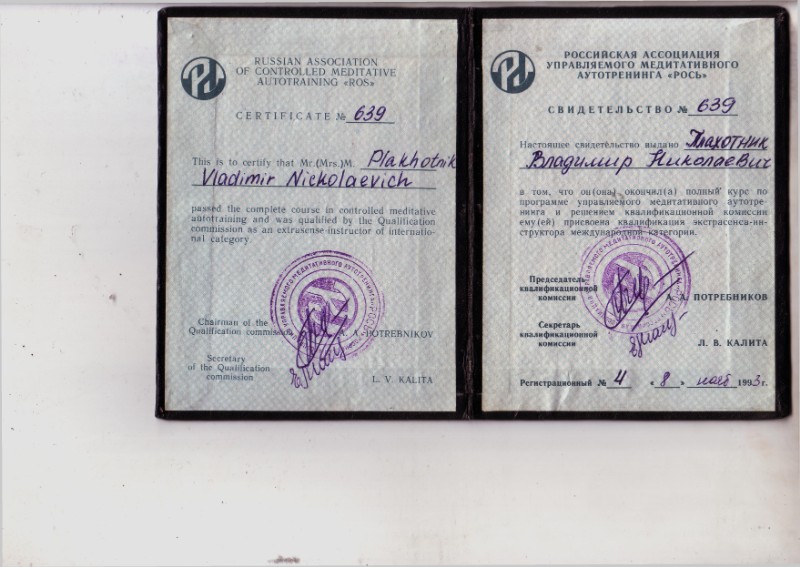 RUSSIAN ASSOCIATION
OF CONTROLLED MEDITATIVE
AUTOTRAINING «ROS»
CERTIFICATE № 639
This is to certify that Mr.(Mrs.)M. Plakhotnik
Vladimir Nickolaevich
passed the complete course in controlled meditative
autotraining and was qualified by the Qualification
commission as an extrasense-instructor of internatio-
nal category
Chairman of the
Qualification commission A. A. POTREBNIKOV
Secretary
of the Qualification
commission
L. V. KALITA
РОССИЙСКАЯ АССОЦИАЦИЯ
УПРАВЛЯЕМОГО МЕДИТАТИВНОГО
АУТОТРЕНИНГА «РОСЬ»
СВИДЕТЕЛЬСТВО № 639
Настоящее свидетельство выдано Плахотник
Владимир Николаевич
в том, что он(она) окончил(а) полный курс по
программе управляемого медитативного аутотре-
нинга и решением квалификационной комиссии
ему(ей) присвоена квалификация экстрасенса-ин-
структора международной категории.
Председатель
квалификационной
комиссии А. А. ПОТРЕБНИКОВ
Секретарь
квалификационной
комиссии Л. В. КАЛИТА
Регистрационный № 4 «8» нояб 1993 г.